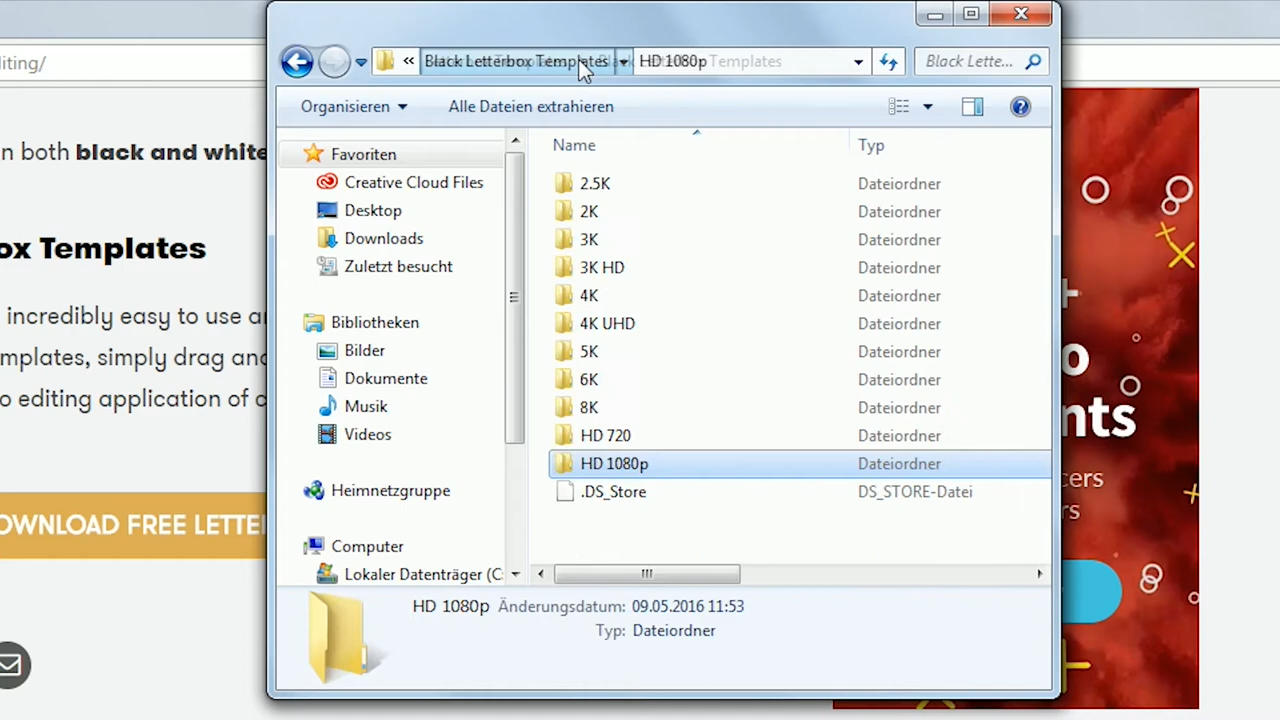 liting/
« Black Letterbox Templates HD 1080p Templates
Black Lette...
Organisieren Alle Dateien extrahieren
n both black and white
Name Typ
Favoriten
Creative Cloud Files
Desktop
Downloads
Zuletzt besucht
Bibliotheken
Bilder
Dokumente
Musik
Videos
Heimnetzgruppe
Computer
Lokaler Datenträger (C:
2.5K Dateiordner
2K Dateiordner
3K Dateiordner
3K HD Dateiordner
4K Dateiordner
4K UHD Dateiordner
5K Dateiordner
6K Dateiordner
8K Dateiordner
HD 720 Dateiordner
HD 1080p Dateiordner
.DS_Store DS_STORE-Datei
HD 1080p Änderungsdatum: 09.05.2016 11:53
Typ: Dateiordner
ox Templates
incredibly easy to use an
mplates, simply drag and
o editing application of c
OWNLOAD FREE LETTE
o
nts
cers
rs